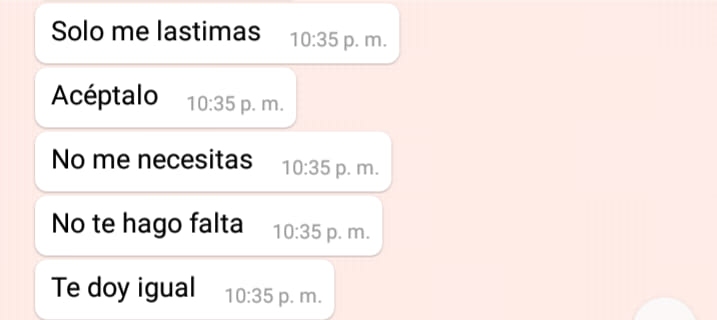 Solo me lastimas 10:35 p. m.
Acéptalo 10:35 p. m.
No me necesitas 10:35 p. m.
No te hago falta 10:35 p. m.
Te doy igual 10:35 p. m.